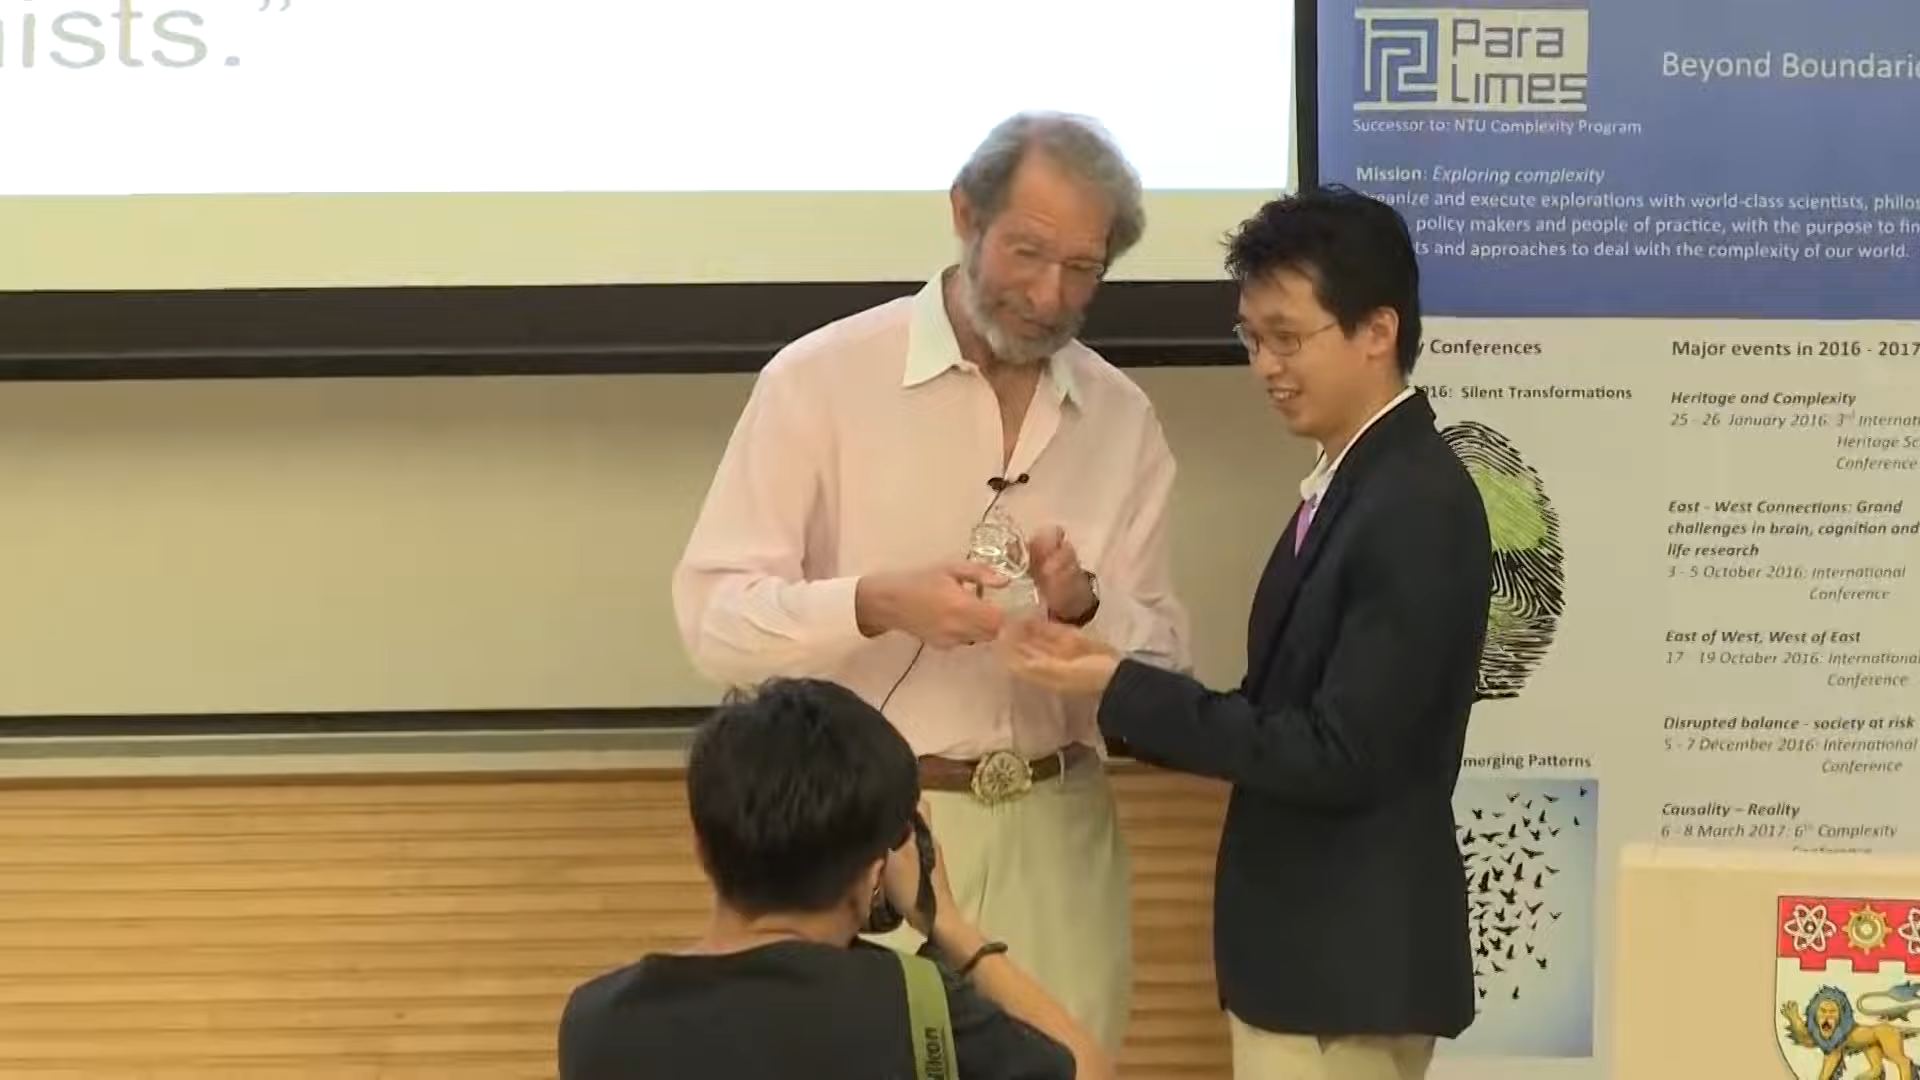 ists.”
Para
Limes
Beyond Boundarie
Successor to: NTU Complexity Program
Mission: Exploring complexity
ganize and execute explorations with world-class scientists, philos
policy makers and people of practice, with the purpose to fin
ts and approaches to deal with the complexity of our world.
y Conferences
016: Silent Transformations
merging Patterns
Major events in 2016 - 2017
Heritage and Complexity
25 - 26 January 2016: 3rd Internat
Heritage Sc
Conference
East - West Connections: Grand
challenges in brain, cognition and
life research
3 - 5 October 2016: International
Conference
East of West, West of East
17 - 19 October 2016: International
Conference
Disrupted balance - society at risk
5 - 7 December 2016: International
Conference
Causality – Reality
6 - 8 March 2017: 6th Complexity
Conference
Nikon